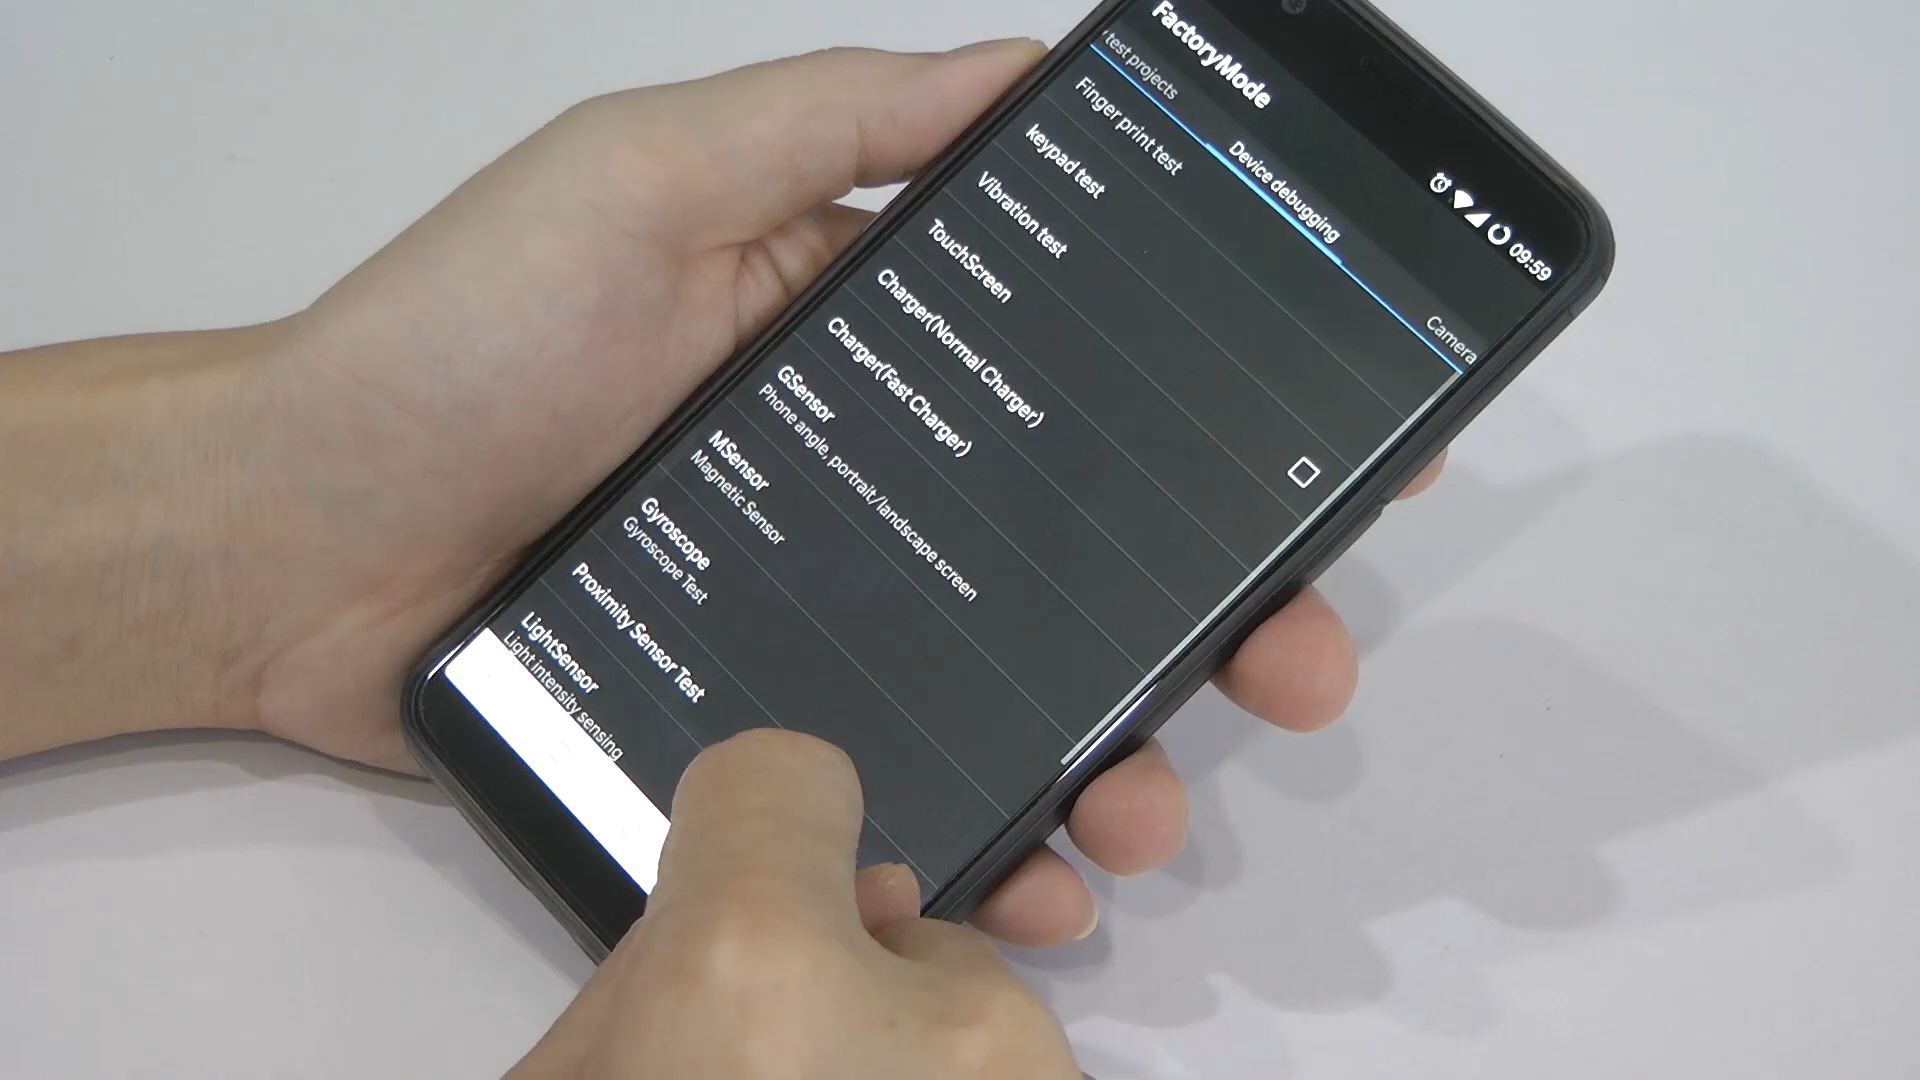 09:59
FactoryMode
test projects
Device debugging
Camera
Finger print test
keypad test
Vibration test
TouchScreen
Charger(Normal Charger)
Charger(Fast Charger)
GSensor
Phone angle, portrait/landscape screen
MSensor
Magnetic Sensor
Gyroscope
Gyroscope Test
Proximity Sensor Test
LightSensor
Light intensity sensing